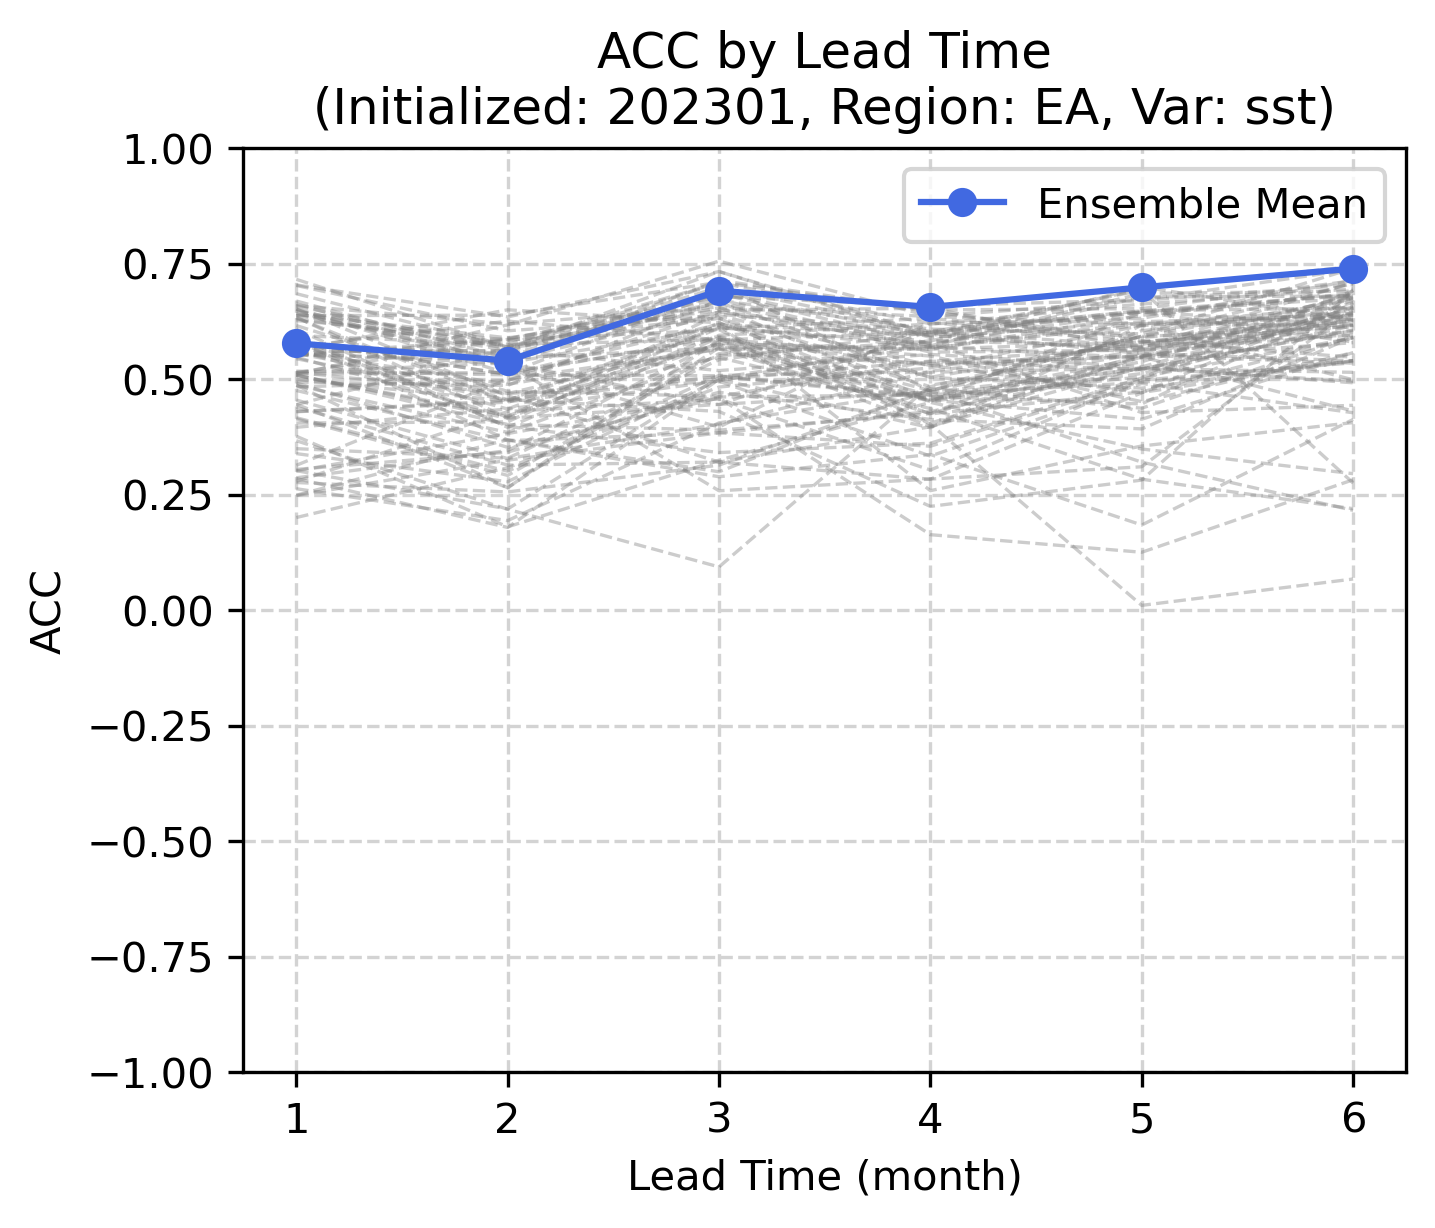 ACC by Lead Time
(Initialized: 202301, Region: EA, Var: sst)
Ensemble Mean
1.00
0.75
0.50
0.25
0.00
−0.25
−0.50
−0.75
−1.00
ACC
1 2 3 4 5 6
Lead Time (month)